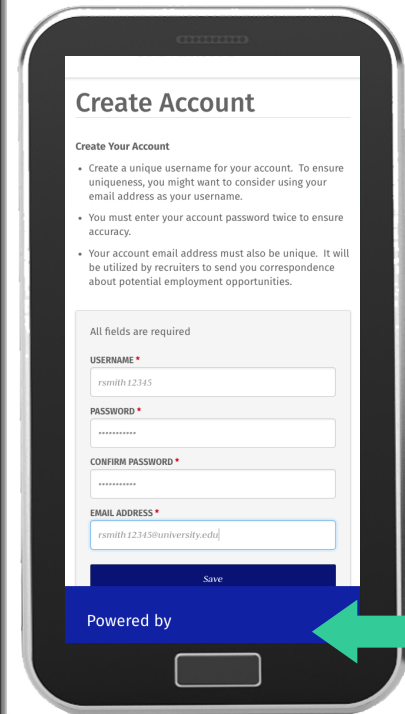 Create Account
Create Your Account
• Create a unique username for your account. To ensure
uniqueness, you might want to consider using your
email address as your username.
• You must enter your account password twice to ensure
accuracy.
• Your account email address must also be unique. It will
be utilized by recruiters to send you correspondence
about potential employment opportunities.
All fields are required
USERNAME *
rsmith12345
PASSWORD *
***********
CONFIRM PASSWORD *
***********
EMAIL ADDRESS *
rsmith12345@university.edu
Save
Powered by